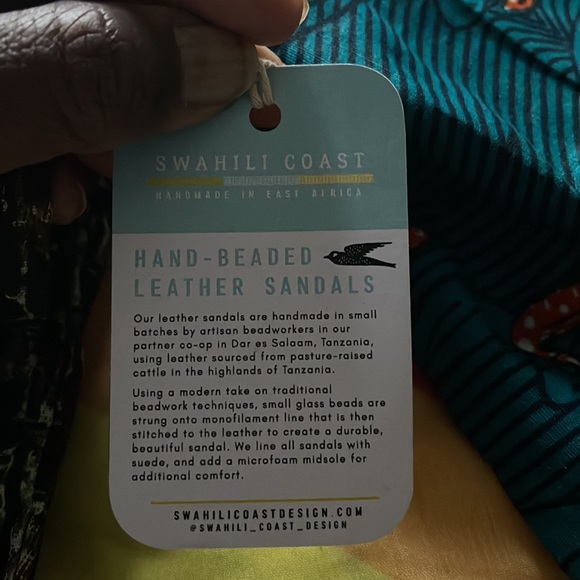 SWAHILI COAST
HANDMADE IN EAST AFRICA
HAND-BEADED
LEATHER SANDALS
Our leather sandals are handmade in small
batches by artisan beadworkers in our
partner co-op in Dar es Salaam, Tanzania,
using leather sourced from pasture-raised
cattle in the highlands of Tanzania.
Using a modern take on traditional
beadwork techniques, small glass beads are
strung onto monofilament line that is then
stitched to the leather to create a durable,
beautiful sandal. We line all sandals with
suede, and add a microfoam midsole for
additional comfort.
SWAHILICOASTDESIGN.COM
@SWAHILI_COAST_DESIGN